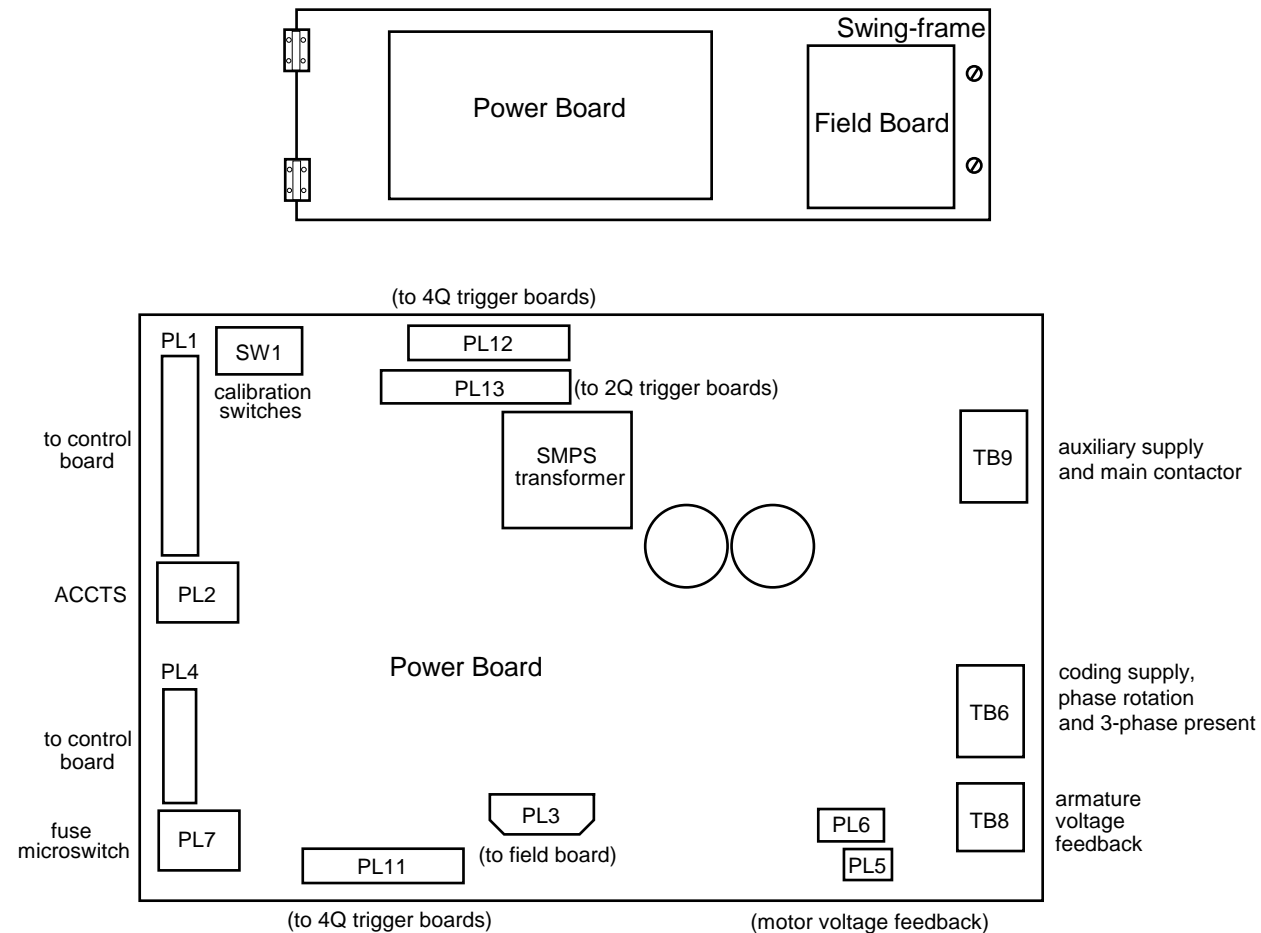 Swing-frame
Power Board
Field Board
(to 4Q trigger boards)
PL1
SW1
PL12
calibration
switches
PL13
(to 2Q trigger boards)
to control
board
SMPS
transformer
TB9
auxiliary supply
and main contactor
ACCTS
PL2
Power Board
PL4
coding supply,
phase rotation
and 3-phase present
TB6
to control
board
PL3
(to field board)
PL6
PL5
TB8
armature
voltage
feedback
fuse
microswitch
PL7
PL11
(to 4Q trigger boards)
(motor voltage feedback)